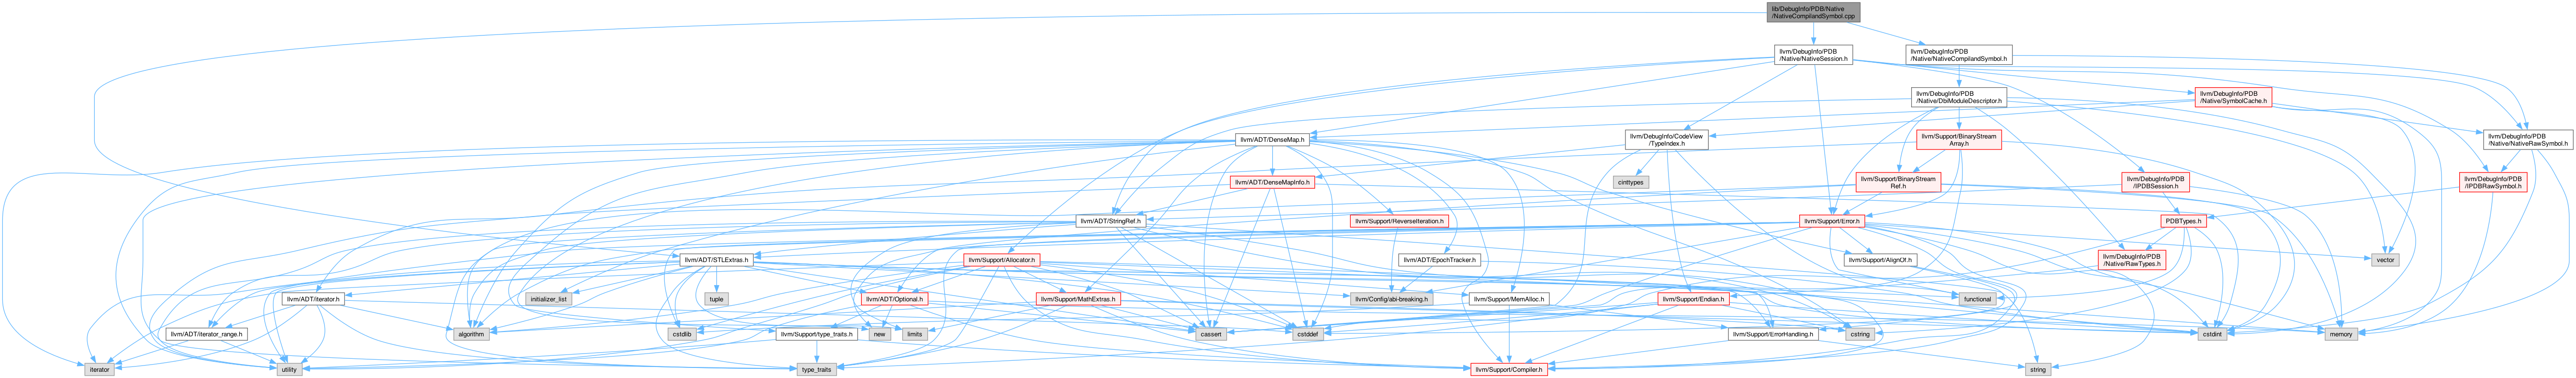 lib/DebugInfo/PDB/Native
/NativeCompilandSymbol.cpp
llvm/DebugInfo/PDB
/Native/NativeSession.h
llvm/DebugInfo/PDB
/Native/NativeCompilandSymbol.h
llvm/DebugInfo/PDB
/Native/DbiModuleDescriptor.h
llvm/DebugInfo/PDB
/Native/SymbolCache.h
llvm/ADT/DenseMap.h
llvm/DebugInfo/CodeView
/TypeIndex.h
llvm/Support/BinaryStream
Array.h
llvm/DebugInfo/PDB
/Native/NativeRawSymbol.h
llvm/ADT/DenseMapInfo.h
cinttypes
llvm/Support/BinaryStream
Ref.h
llvm/DebugInfo/PDB
/IPDBSession.h
llvm/DebugInfo/PDB
/IPDBRawSymbol.h
llvm/ADT/StringRef.h
llvm/Support/ReverseIteration.h
llvm/Support/Error.h
PDBTypes.h
llvm/ADT/STLExtras.h
llvm/Support/Allocator.h
llvm/ADT/EpochTracker.h
llvm/Support/AlignOf.h
llvm/DebugInfo/PDB
/Native/RawTypes.h
vector
llvm/ADT/iterator.h
initializer_list
tuple
llvm/ADT/Optional.h
llvm/Support/MathExtras.h
llvm/Config/abi-breaking.h
llvm/Support/MemAlloc.h
llvm/Support/Endian.h
functional
llvm/ADT/iterator_range.h
algorithm
cstdlib
llvm/Support/type_traits.h
new
limits
cassert
cstddef
llvm/Support/ErrorHandling.h
cstring
cstdint
memory
iterator
utility
type_traits
llvm/Support/Compiler.h
string